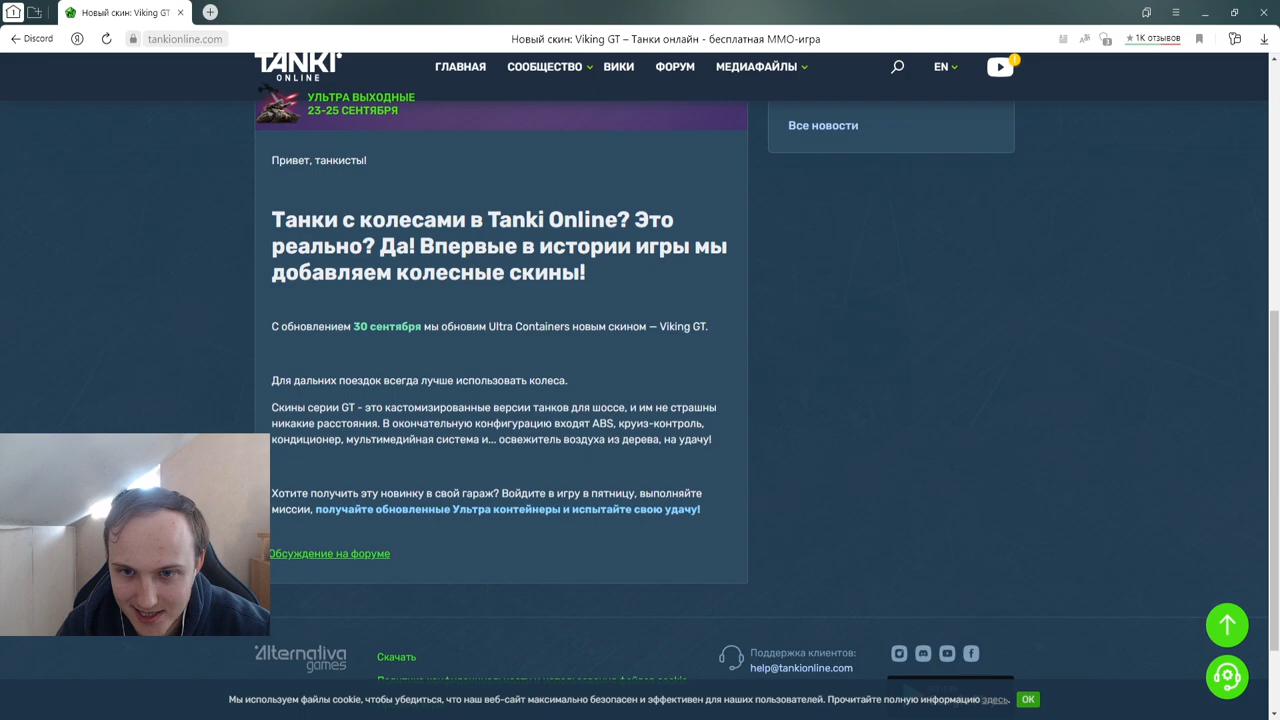 Новый скин: Viking GT
Discord
tankionline.com
Новый скин: Viking GT – Танки онлайн - бесплатная MMO-игра
★ 1K отзывов
TANKI
ONLINE
ГЛАВНАЯ
СООБЩЕСТВО
ВИКИ
ФОРУМ
МЕДИАФАЙЛЫ
EN
УЛЬТРА ВЫХОДНЫЕ
23-25 СЕНТЯБРЯ
Все новости
Привет, танкисты!
Танки с колесами в Tanki Online? Это
реально? Да! Впервые в истории игры мы
добавляем колесные скины!
С обновлением 30 сентября мы обновим Ultra Containers новым скином — Viking GT.
Для дальних поездок всегда лучше использовать колеса.
Скины серии GT - это кастомизированные версии танков для шоссе, и им не страшны
никакие расстояния. В окончательную конфигурацию входят ABS, круиз-контроль,
кондиционер, мультимедийная система и... освежитель воздуха из дерева, на удачу!
Хотите получить эту новинку в свой гараж? Войдите в игру в пятницу, выполняйте
миссии, получайте обновленные Ультра контейнеры и испытайте свою удачу!
Обсуждение на форуме
Alternativa
games
Скачать
Поддержка клиентов:
help@tankionline.com
Мы используем файлы cookie, чтобы убедиться, что наш веб-сайт максимально безопасен и эффективен для наших пользователей. Прочитайте полную информацию здесь.
OK